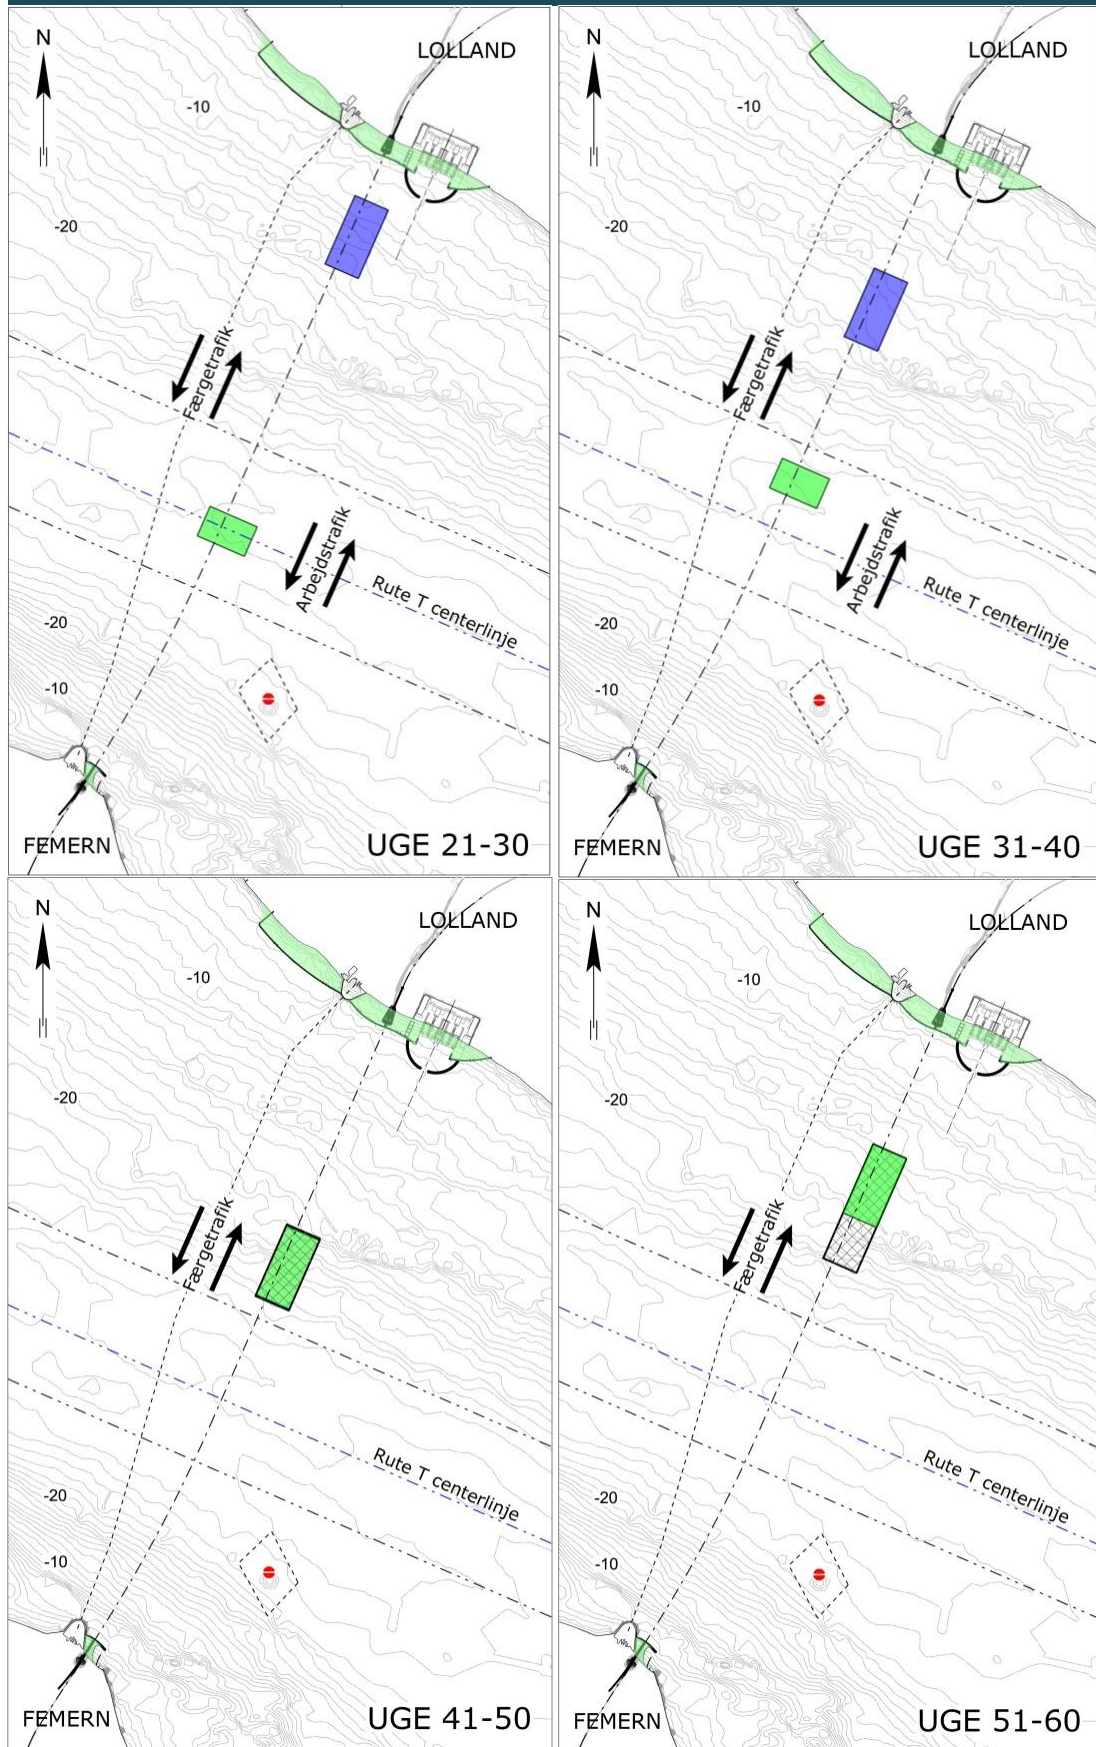 N
LOLLAND
-10
-20
Færgetrafik
Arbejdstrafik
Rute T centerlinje
-20
-10
FEMERN
UGE 21-30
N
LOLLAND
-10
-20
Færgetrafik
Arbejdstrafik
Rute T centerlinje
-20
-10
FEMERN
UGE 31-40
N
LOLLAND
-10
-20
Færgetrafik
Rute T centerlinje
-20
-10
FEMERN
UGE 41-50
N
LOLLAND
-10
-20
Færgetrafik
Rute T centerlinje
-20
-10
FEMERN
UGE 51-60